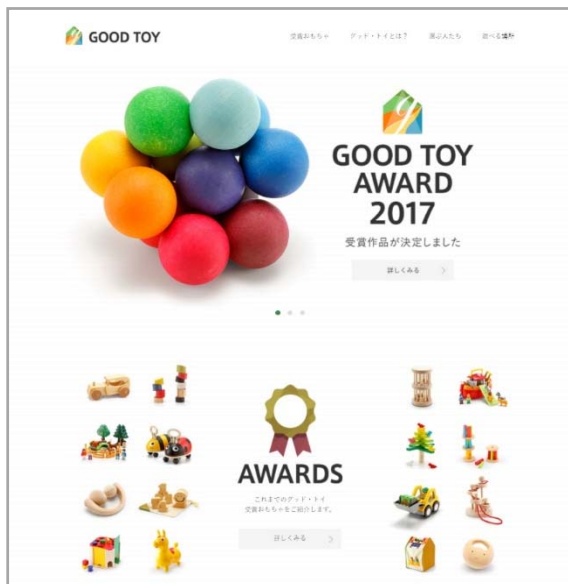 GOOD TOY
受賞おもちゃ グッド・トイとは？ 選ぶ人たち 遊べる場所
GOOD TOY
AWARD
2017
受賞作品が決定しました
詳しくみる
AWARDS
これまでのグッド・トイ
受賞おもちゃをご紹介します。
詳しくみる